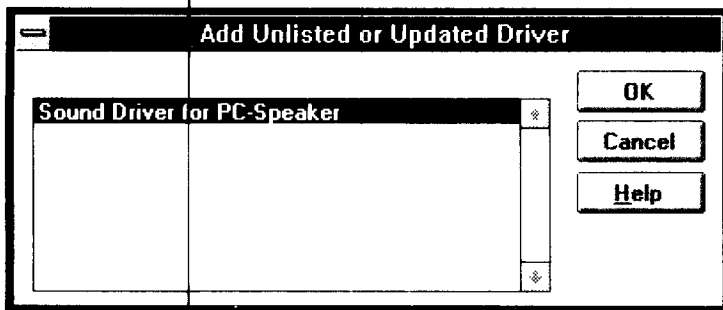 Add Unlisted or Updated Driver
Sound Driver for PC-Speaker
OK
Cancel
Help